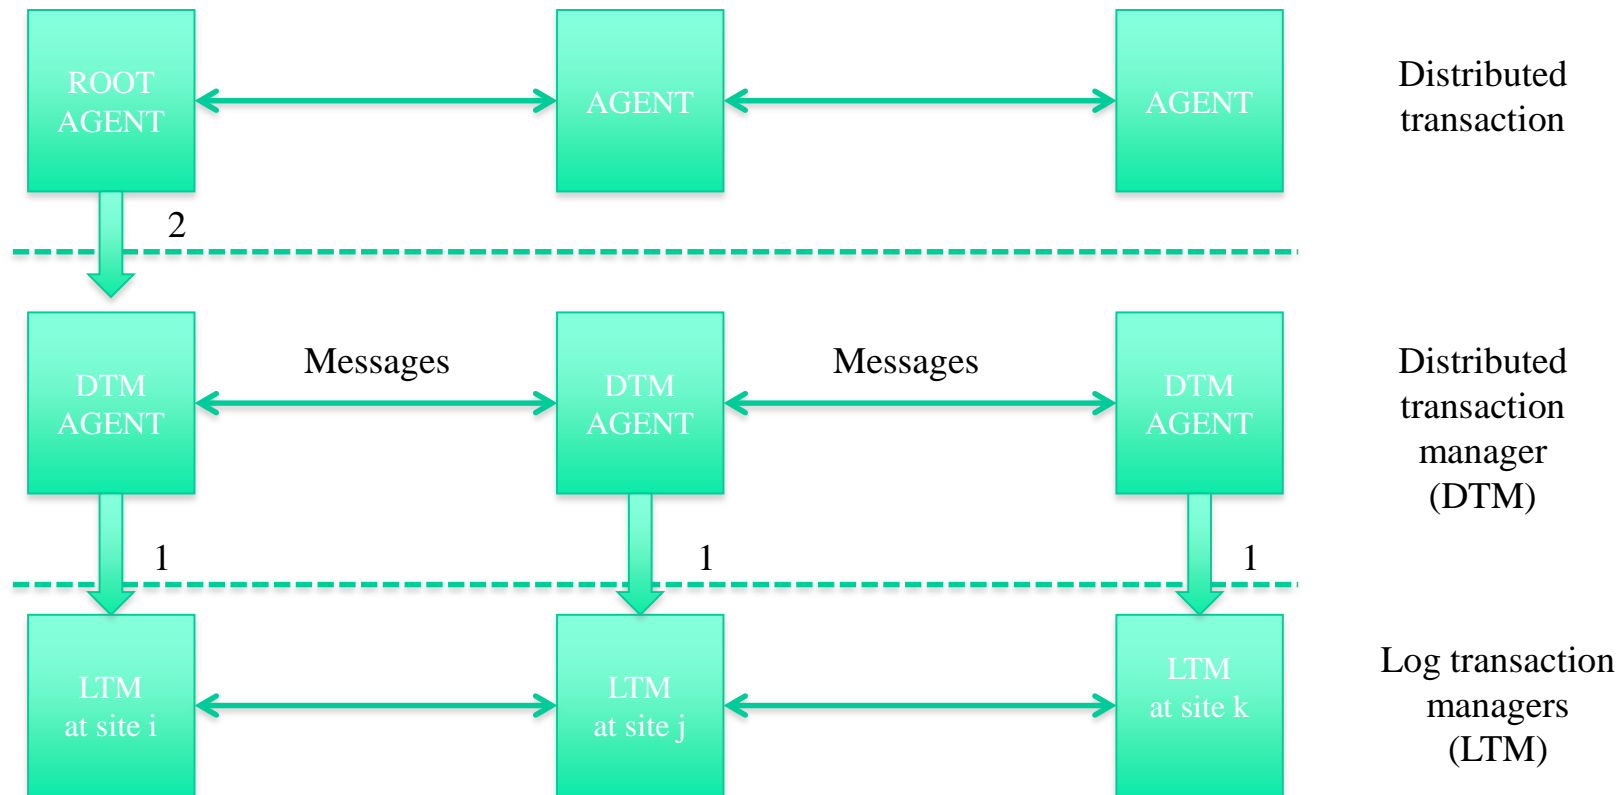 ROOT
AGENT
AGENT
AGENT
Distributed
transaction
2
DTM
AGENT
Messages
DTM
AGENT
Messages
DTM
AGENT
Distributed
transaction
manager
(DTM)
1
1
1
LTM
at site i
LTM
at site j
LTM
at site k
Log transaction
managers
(LTM)